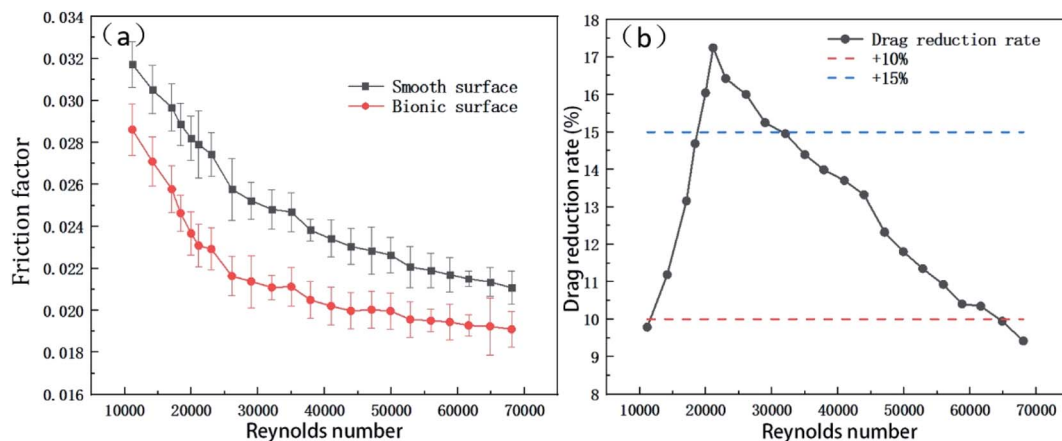 (a)
Friction factor
0.034
0.032
0.030
0.028
0.026
0.024
0.022
0.020
0.018
0.016
Smooth surface
Bionic surface
10000 20000 30000 40000 50000 60000 70000
Reynolds number
(b)
Drag reduction rate (%)
18
17
16
15
14
13
12
11
10
9
8
Drag reduction rate
+10%
+15%
10000 20000 30000 40000 50000 60000 70000
Reynolds number